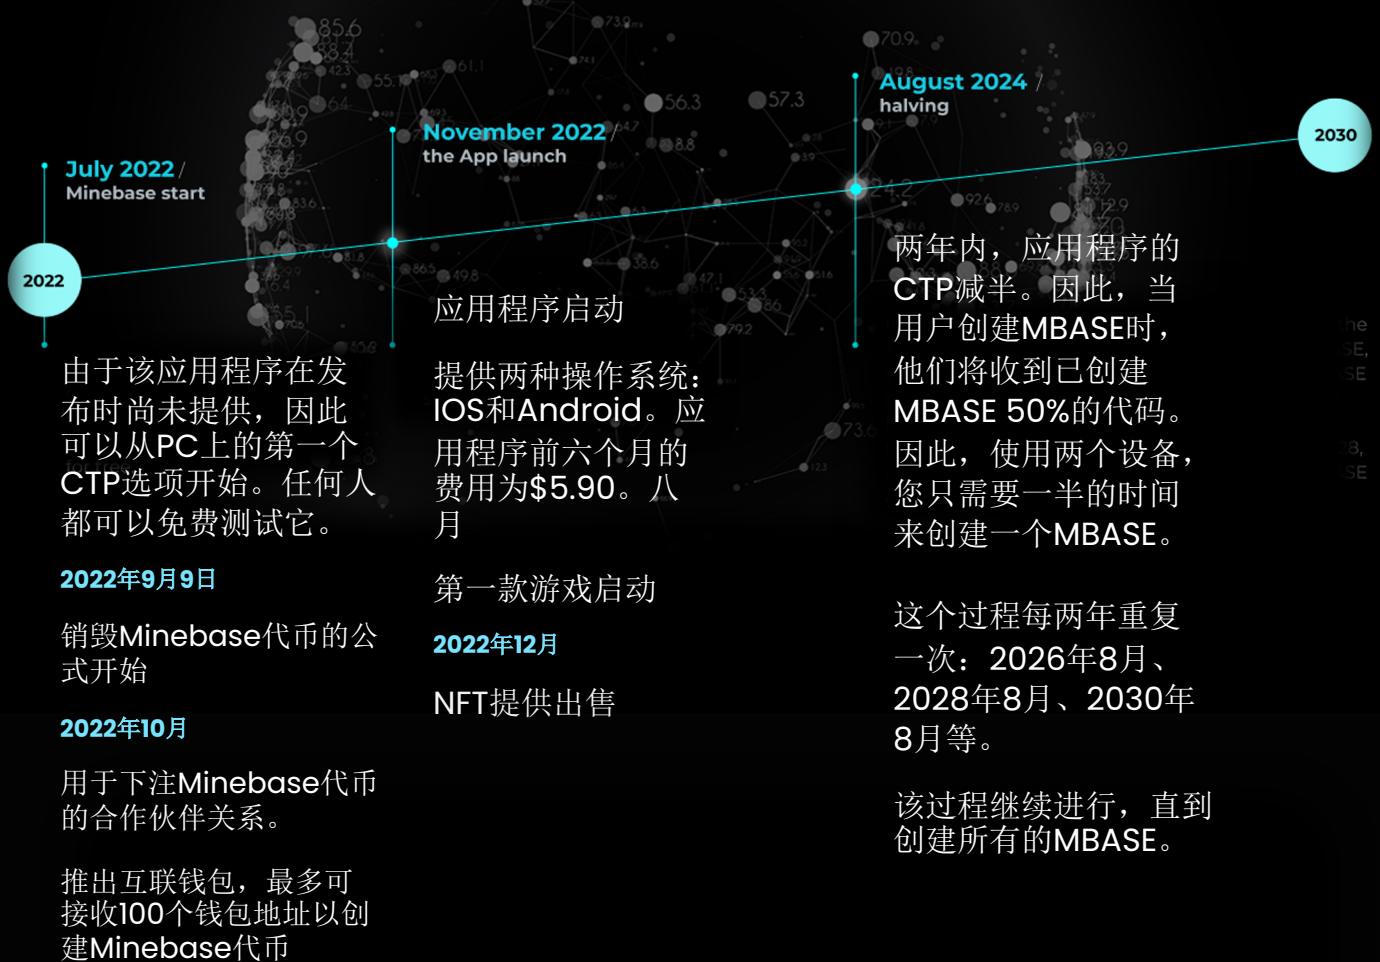 July 2022 /
Minebase start
2022
由于该应用程序在发
布时尚未提供，因此
可以从PC上的第一个
CTP选项开始。任何人
都可以免费测试它。
2022年9月9日
销毁Minebase代币的公
式开始
2022年10月
用于下注Minebase代币
的合作伙伴关系。
推出互联钱包，最多可
接收100个钱包地址以创
建Minebase代币
November 2022 /
the App launch
应用程序启动
提供两种操作系统：
IOS和Android。应
用程序前六个月的
费用为$5.90。八
月
第一款游戏启动
2022年12月
NFT提供出售
August 2024 /
halving
两年内，应用程序的
CTP减半。因此，当
用户创建MBASE时，
他们将收到已创建
MBASE 50%的代码。
因此，使用两个设备，
您只需要一半的时间
来创建一个MBASE。
这个过程每两年重复
一次：2026年8月、
2028年8月、2030年
8月等。
该过程继续进行，直到
创建所有的MBASE。
2030
85.6
56.3
57.3
70.9